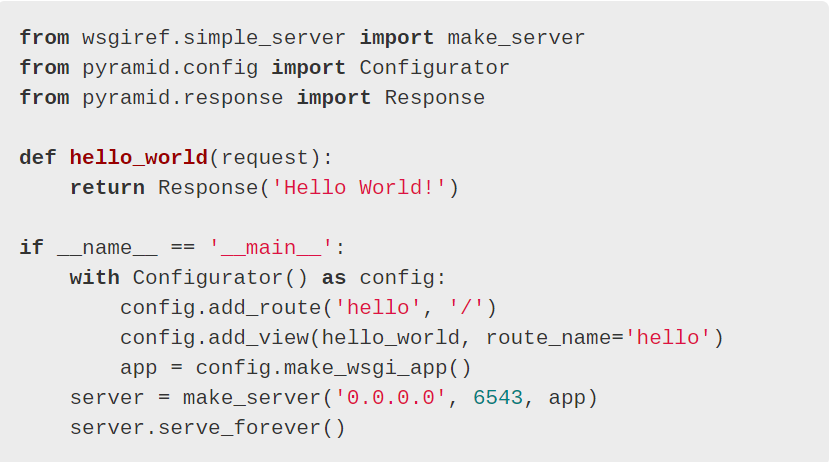 from wsgiref.simple_server import make_server
from pyramid.config import Configurator
from pyramid.response import Response

def hello_world(request):
    return Response('Hello World!')

if __name__ == '__main__':
    with Configurator() as config:
        config.add_route('hello', '/')
        config.add_view(hello_world, route_name='hello')
        app = config.make_wsgi_app()
    server = make_server('0.0.0.0', 6543, app)
    server.serve_forever()